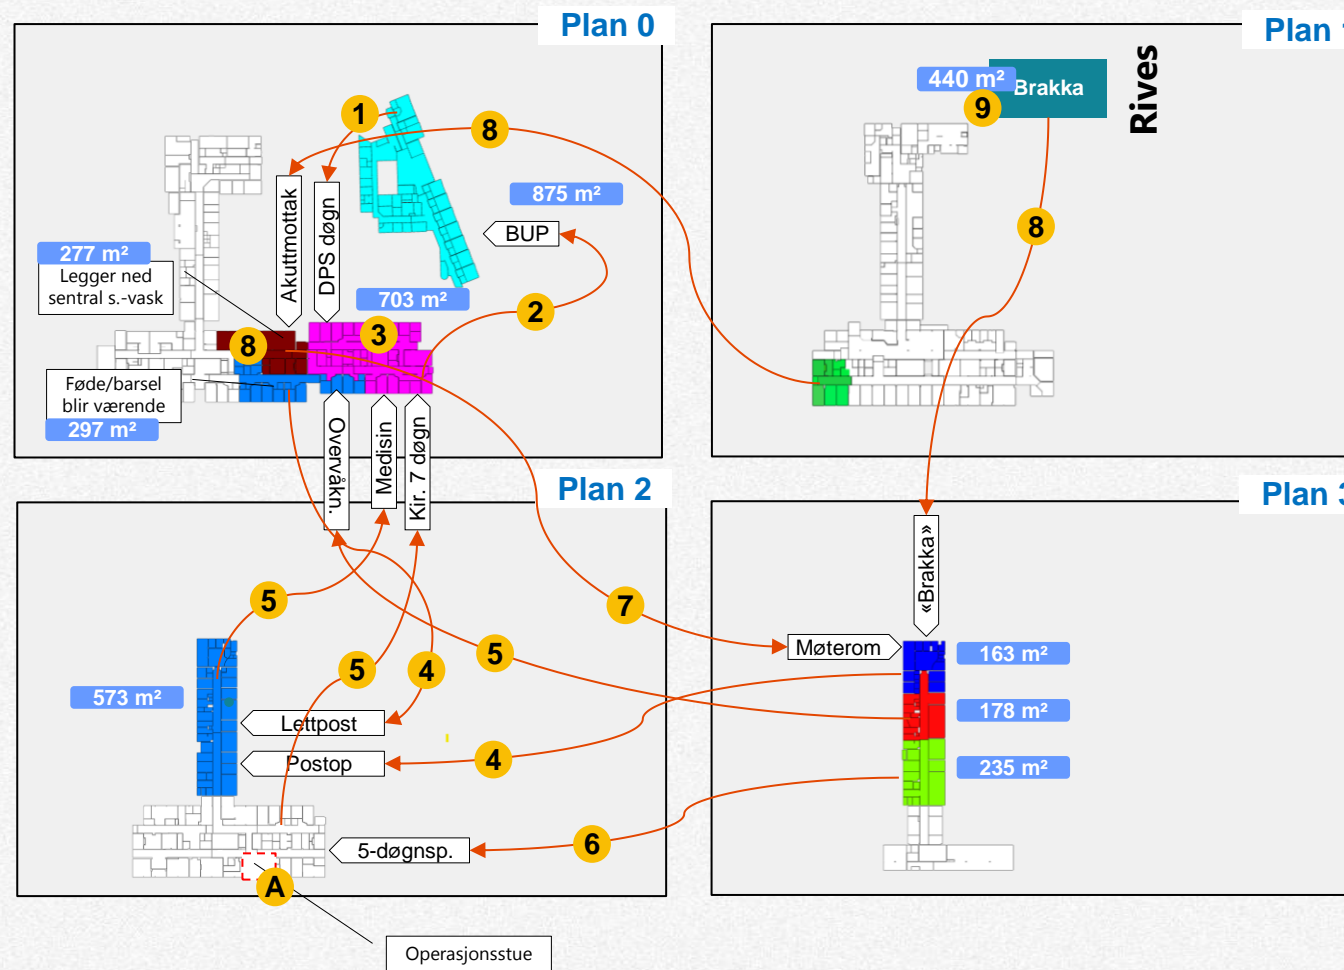 Plan 0
1
8
875 m²
BUP
Akuttmottak
DPS døgn
277 m²
Legger ned
sentral s.-vask
703 m²
2
3
8
Føde/barsel
blir værende
297 m²
Overvåkn.
Medisin
Kir. 7 døgn
Plan 1
440 m²
Brakka
9
Rives
8
Plan 2
5
5
4
573 m²
Lettpost
Postop
4
5-døgnsp.
6
A
Operasjonsstue
Plan 3
«Brakka»
7
5
Møterom
163 m²
178 m²
235 m²